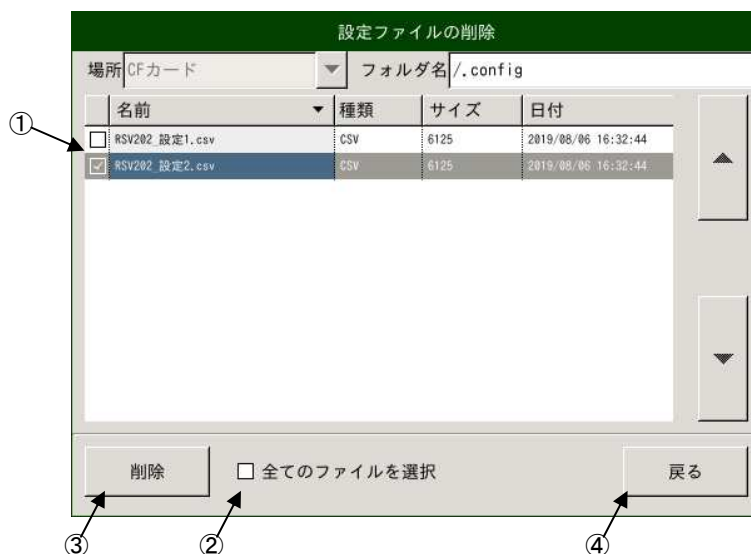 設定ファイルの削除
場所 CFカード フォルダ名 /.config
名前 種類 サイズ 日付
①
RSV202_設定1.csv CSV 6125 2019/08/06 16:32:44
RSV202_設定2.csv CSV 6125 2019/08/06 16:32:44
削除 全てのファイルを選択 戻る
③ ② ④